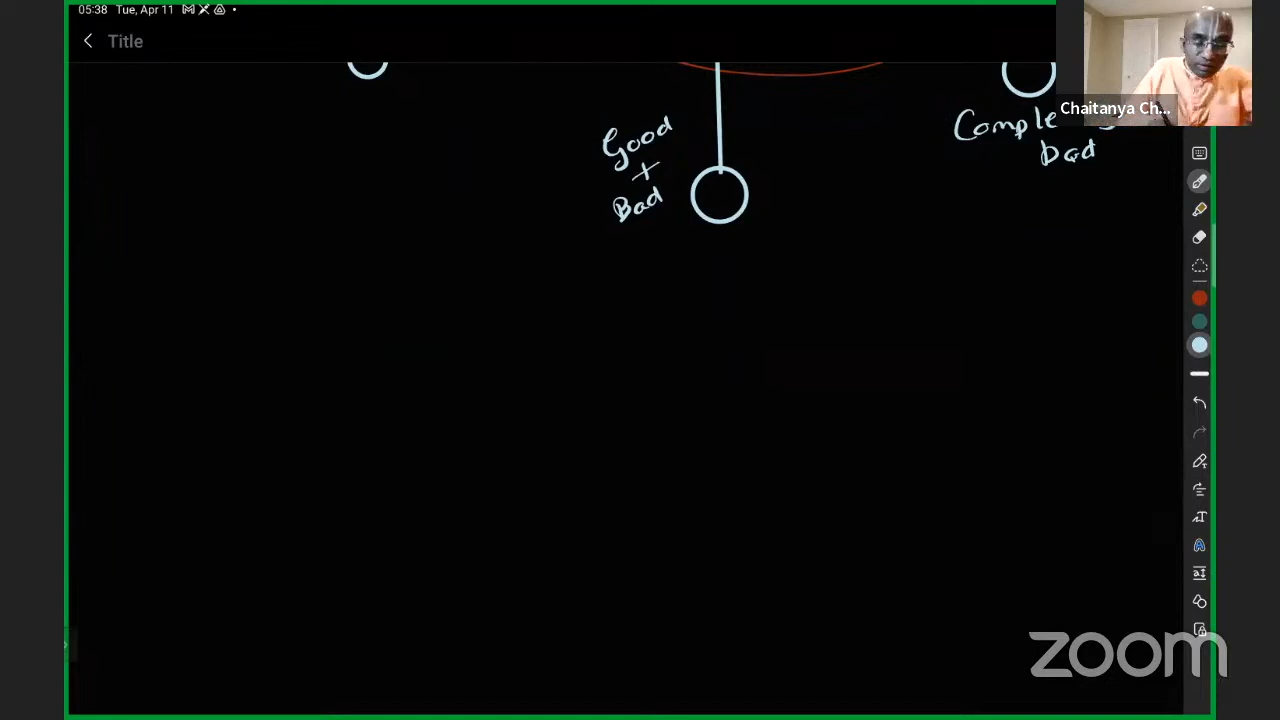 05:38 Tue, Apr 11
Title
Chaitanya Ch...
Good
+
Bad
Comple
bad
zoom